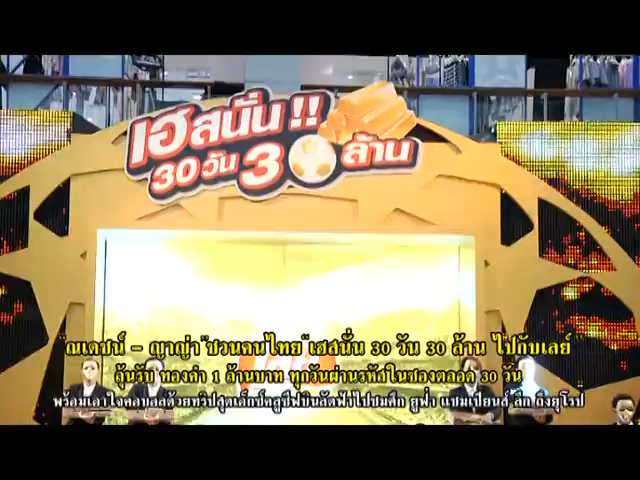 เฮสนั่น!!
30 วัน 30 ล้าน
"ณเดชน์ - ญาญ่า"ชวนคนไทย"เฮสนั่น 30 วัน 30 ล้าน ไปกับเลย์"
ลุ้นรับ ทองคำ 1 ล้านบาท ทุกวันผ่านรหัสในซองตลอด 30 วัน
พร้อมเอาใจคอบอลด้วยทริปสุดเอ็กซ์คลูซีฟบินลัดฟ้าไปชมศึก ยูฟ่า แชมเปียนส์ ลีก ถึงยุโรป